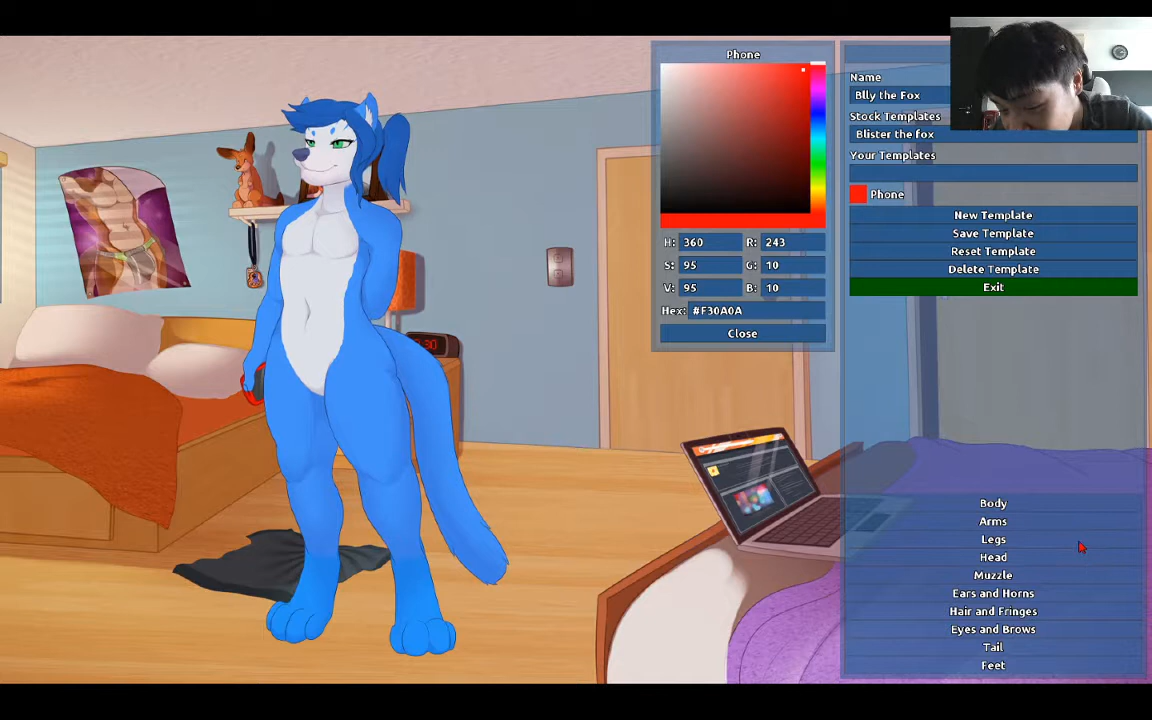 Phone
H: 360 R: 243
S: 95 G: 10
V: 95 B: 10
Hex: #F30A0A
Close
Name
Blly the Fox
Stock Templates
Blister the fox
Your Templates
Phone
New Template
Save Template
Reset Template
Delete Template
Exit
Body
Arms
Legs
Head
Muzzle
Ears and Horns
Hair and Fringes
Eyes and Brows
Tail
Feet